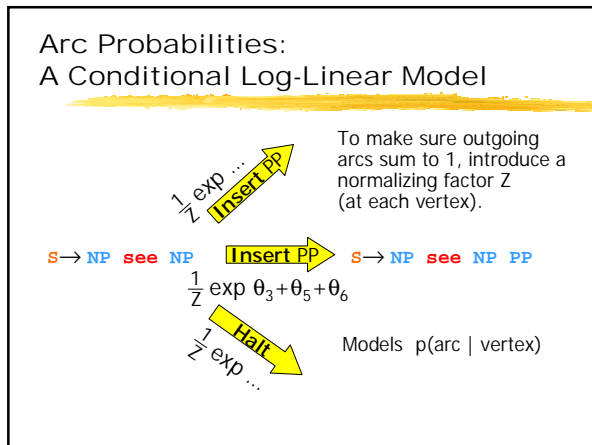 Arc Probabilities:
A Conditional Log-Linear Model
To make sure outgoing
arcs sum to 1, introduce a
normalizing factor Z
(at each vertex).
1/Z exp ...
Insert PP
S→ NP see NP
Insert PP
S→ NP see NP PP
1/Z exp θ3+θ5+θ6
Halt
1/Z exp ...
Models p(arc | vertex)